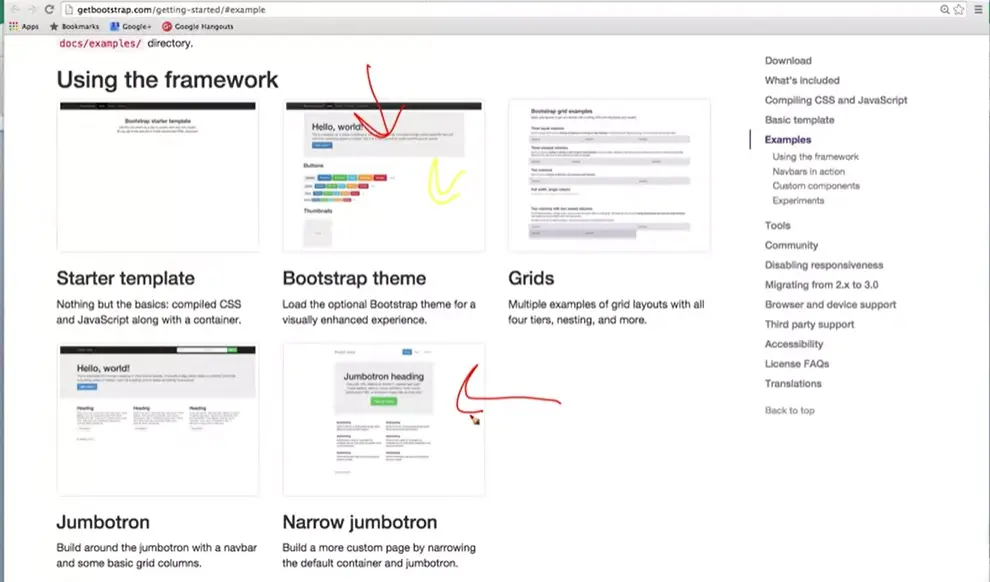 getbootstrap.com/getting-started/#example
Apps Bookmarks Google+ Google Hangouts
docs/examples/ directory.
Using the framework
Bootstrap starter template
Hello, world!
Buttons
Thumbnails
Bootstrap grid examples
Starter template
Nothing but the basics: compiled CSS
and JavaScript along with a container.
Bootstrap theme
Load the optional Bootstrap theme for a
visually enhanced experience.
Grids
Multiple examples of grid layouts with all
four tiers, nesting, and more.
Hello, world!
Heading Heading Heading
Jumbotron heading
Jumbotron
Build around the jumbotron with a navbar
and some basic grid columns.
Narrow jumbotron
Build a more custom page by narrowing
the default container and jumbotron.
Download
What's included
Compiling CSS and JavaScript
Basic template
Examples
Using the framework
Navbars in action
Custom components
Experiments
Tools
Community
Disabling responsiveness
Migrating from 2.x to 3.0
Browser and device support
Third party support
Accessibility
License FAQs
Translations
Back to top